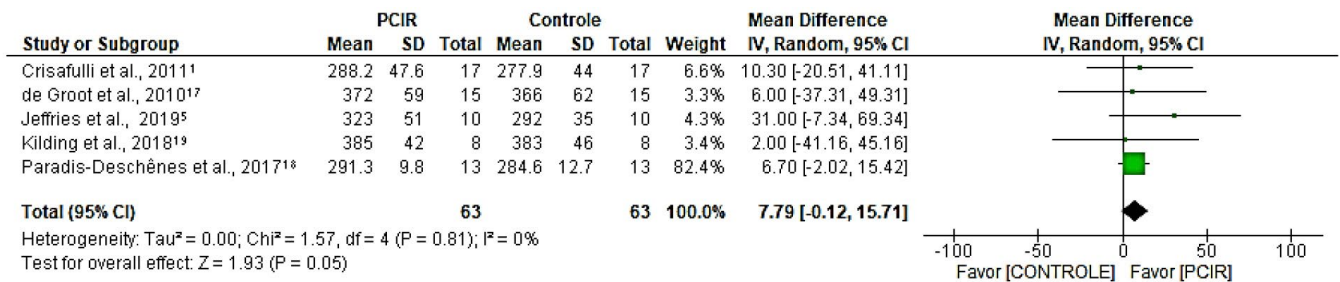 PCIR Controle Mean Difference Mean Difference
Study or Subgroup Mean SD Total Mean SD Total Weight IV, Random, 95% CI IV, Random, 95% CI
Crisafulli et al., 2011¹ 288.2 47.6 17 277.9 44 17 6.6% 10.30 [-20.51, 41.11]
de Groot et al., 2010¹⁷ 372 59 15 366 62 15 3.3% 6.00 [-37.31, 49.31]
Jeffries et al., 2019⁵ 323 51 10 292 35 10 4.3% 31.00 [-7.34, 69.34]
Kilding et al., 2018¹⁹ 385 42 8 383 46 8 3.4% 2.00 [-41.16, 45.16]
Paradis-Deschênes et al., 2017¹⁸ 291.3 9.8 13 284.6 12.7 13 82.4% 6.70 [-2.02, 15.42]
Total (95% CI) 63 63 100.0% 7.79 [-0.12, 15.71]
Heterogeneity: Tau² = 0.00; Chi² = 1.57, df = 4 (P = 0.81); I² = 0%
Test for overall effect: Z = 1.93 (P = 0.05)
-100 -50 0 50 100
Favor [CONTROLE] Favor [PCIR]